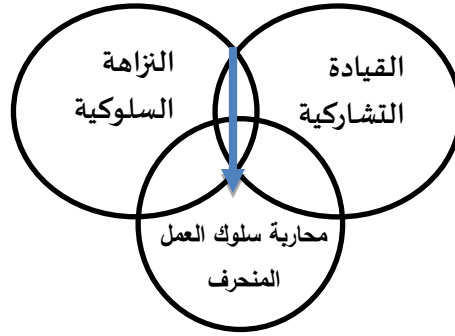 القيادة
التشاركية
النزاهة
السلوكية
محاربة سلوك العمل
المنحرف